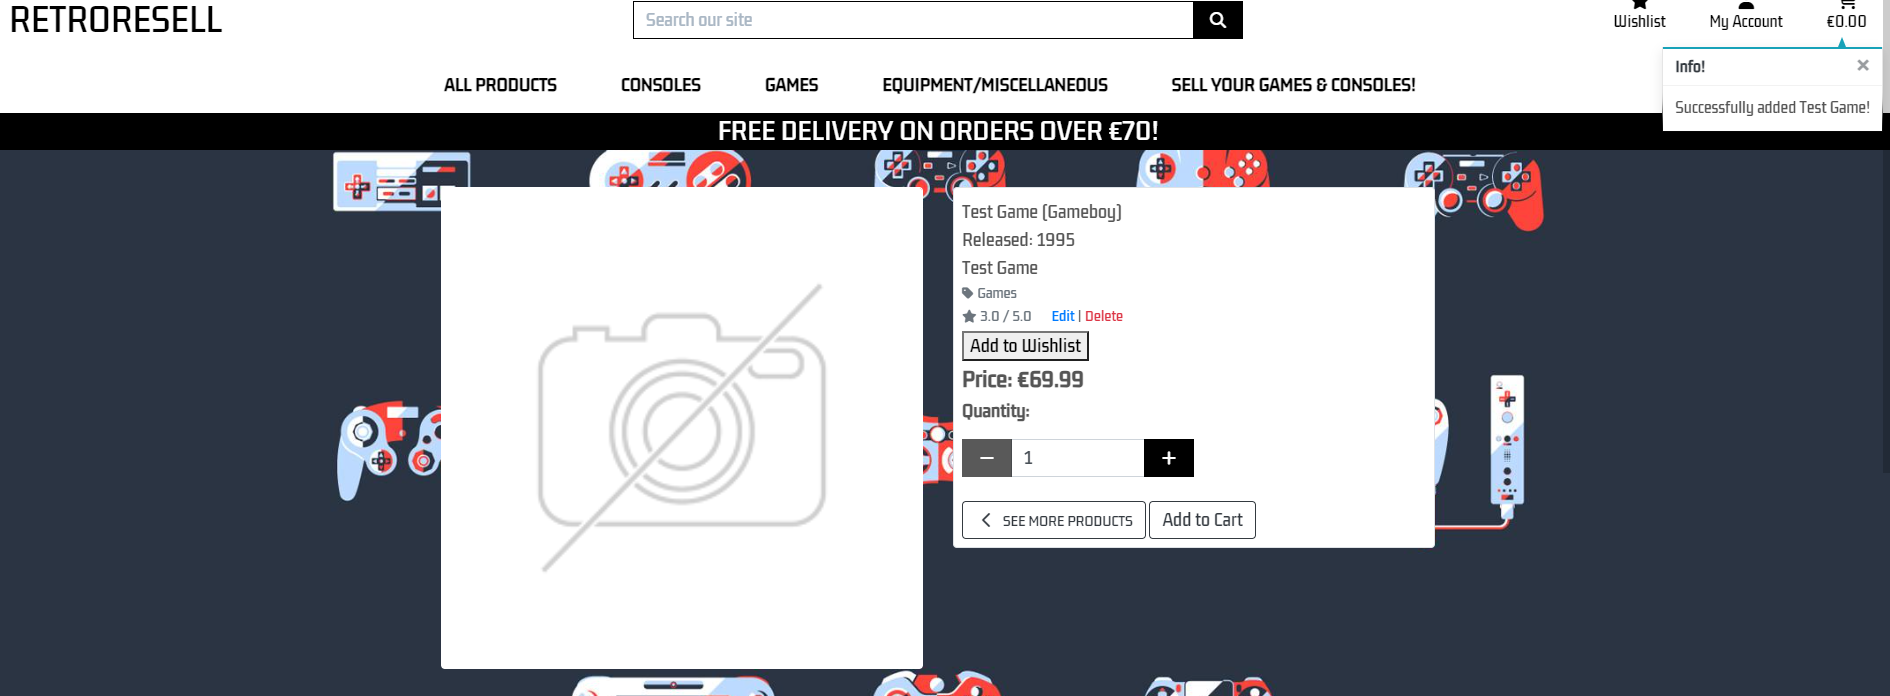 RETRORESELL
Search our site
Wishlist
My Account
€0.00
Info!
×
Successfully added Test Game!
ALL PRODUCTS
CONSOLES
GAMES
EQUIPMENT/MISCELLANEOUS
SELL YOUR GAMES & CONSOLES!
FREE DELIVERY ON ORDERS OVER €70!
Test Game (Gameboy)
Released: 1995
Test Game
Games
3.0 / 5.0 Edit | Delete
Add to Wishlist
Price: €69.99
Quantity:
1
SEE MORE PRODUCTS
Add to Cart